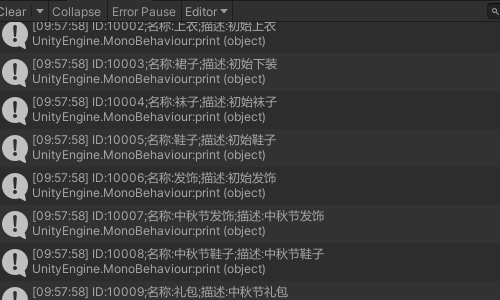 Clear Collapse Error Pause Editor
[09:57:58] ID:10002;名称:上衣;描述:初始上衣
UnityEngine.MonoBehaviour:print (object)
[09:57:58] ID:10003;名称:裙子;描述:初始下装
UnityEngine.MonoBehaviour:print (object)
[09:57:58] ID:10004;名称:袜子;描述:初始袜子
UnityEngine.MonoBehaviour:print (object)
[09:57:58] ID:10005;名称:鞋子;描述:初始鞋子
UnityEngine.MonoBehaviour:print (object)
[09:57:58] ID:10006;名称:发饰;描述:初始发饰
UnityEngine.MonoBehaviour:print (object)
[09:57:58] ID:10007;名称:中秋节发饰;描述:中秋节发饰
UnityEngine.MonoBehaviour:print (object)
[09:57:58] ID:10008;名称:中秋节鞋子;描述:中秋节鞋子
UnityEngine.MonoBehaviour:print (object)
[09:57:58] ID:10009;名称:礼包;描述:中秋节礼包